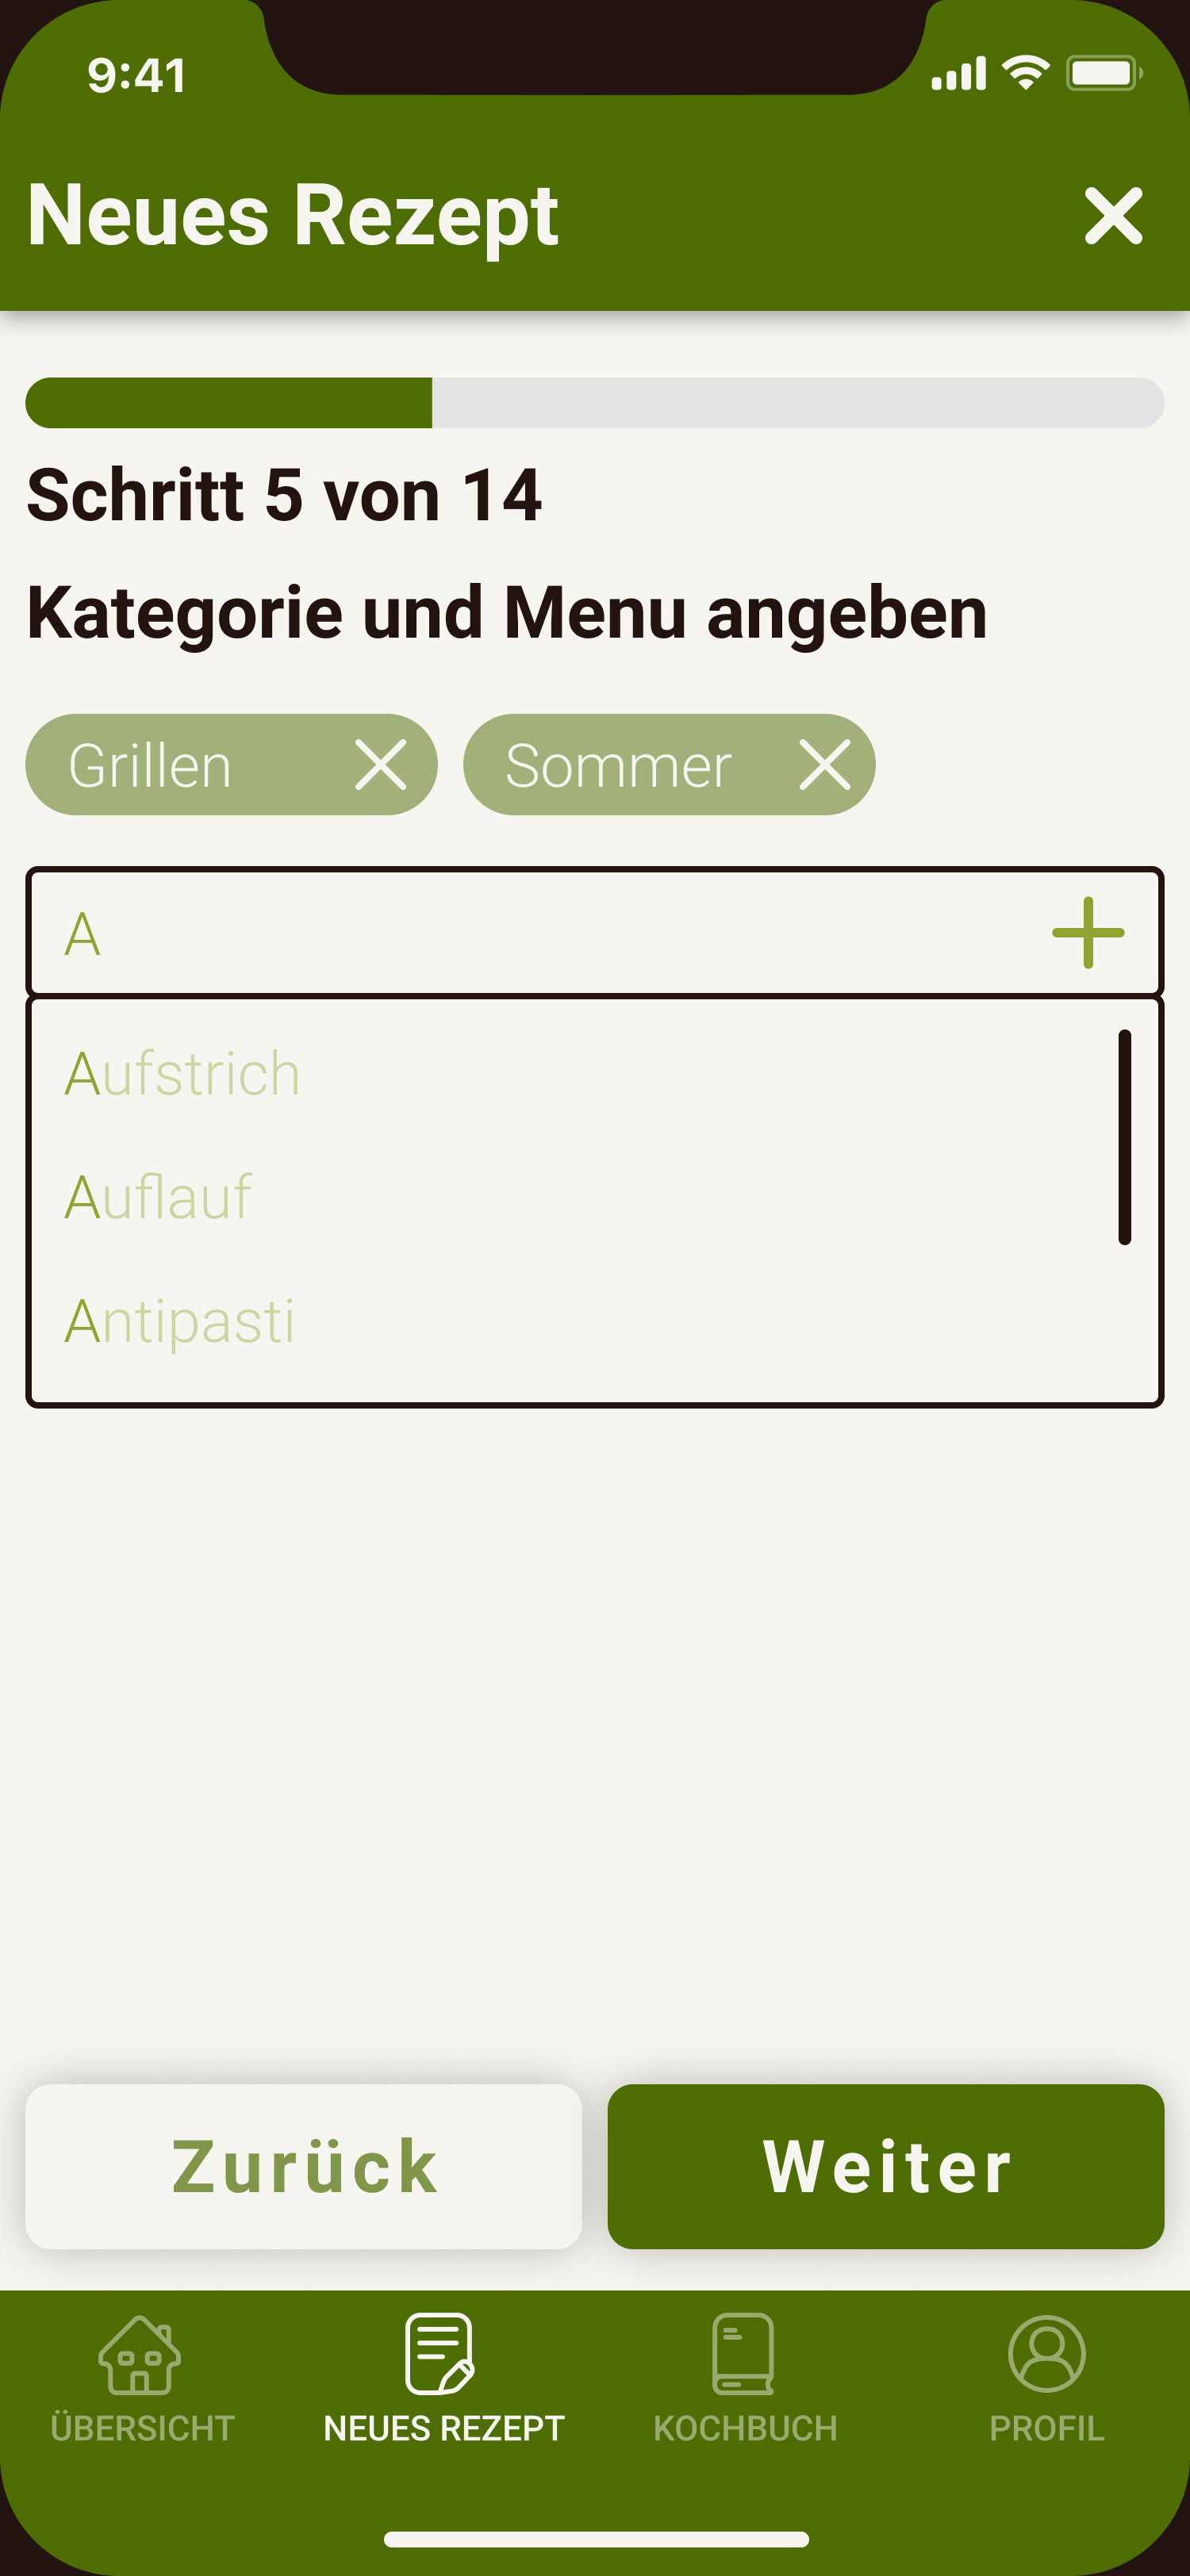 9:41
Neues Rezept
Schritt 5 von 14
Kategorie und Menu angeben
Grillen
Sommer
A
Aufstrich
Auflauf
Antipasti
Zurück
Weiter
ÜBERSICHT
NEUES REZEPT
KOCHBUCH
PROFIL